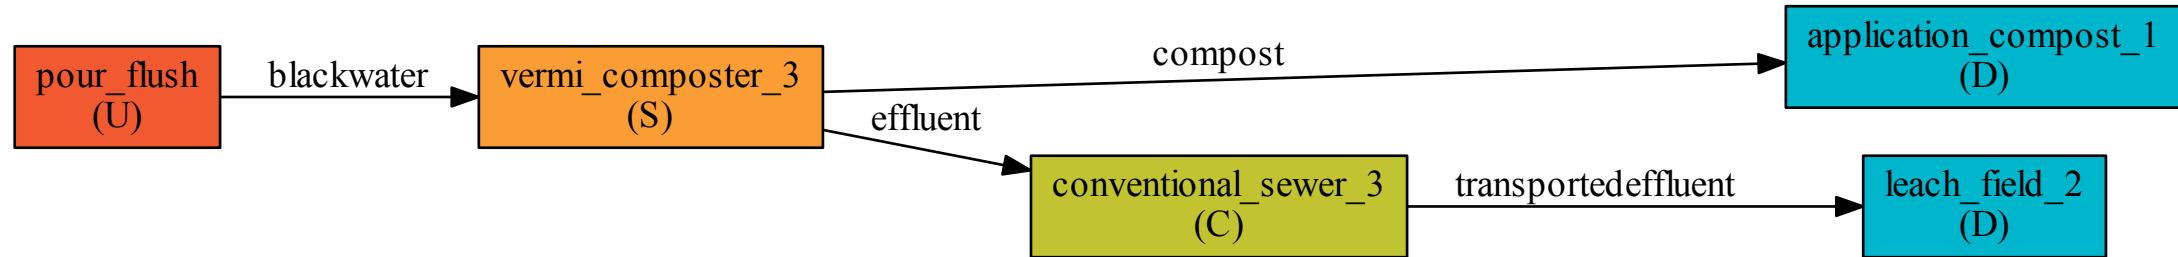 pour_flush
(U)
blackwater
vermi_composter_3
(S)
compost
effluent
application_compost_1
(D)
conventional_sewer_3
(C)
transportedeffluent
leach_field_2
(D)